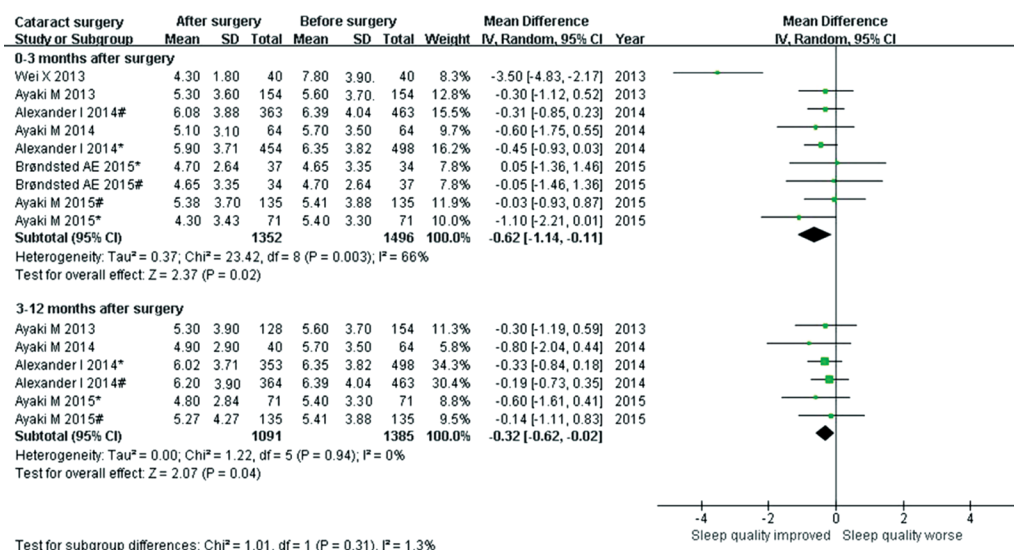 Cataract surgery After surgery Before surgery Mean Difference Mean Difference
Study or Subgroup Mean SD Total Mean SD Total Weight IV, Random, 95% CI Year IV, Random, 95% CI
0-3 months after surgery
Wei X 2013 4.30 1.80 40 7.80 3.90. 40 8.3% -3.50 [-4.83, -2.17] 2013
Ayaki M 2013 5.30 3.60 154 5.60 3.70. 154 12.8% -0.30 [-1.12, 0.52] 2013
Alexander I 2014# 6.08 3.88 363 6.39 4.04 463 15.5% -0.31 [-0.85, 0.23] 2014
Ayaki M 2014 5.10 3.10 64 5.70 3.50 64 9.7% -0.60 [-1.75, 0.55] 2014
Alexander I 2014* 5.90 3.71 454 6.35 3.82 498 16.2% -0.45 [-0.93, 0.03] 2014
Brøndsted AE 2015* 4.70 2.64 37 4.65 3.35 34 7.8% 0.05 [-1.36, 1.46] 2015
Brøndsted AE 2015# 4.65 3.35 34 4.70 2.64 37 7.8% -0.05 [-1.46, 1.36] 2015
Ayaki M 2015# 5.38 3.70 135 5.41 3.88 135 11.9% -0.03 [-0.93, 0.87] 2015
Ayaki M 2015* 4.30 3.43 71 5.40 3.30 71 10.0% -1.10 [-2.21, 0.01] 2015
Subtotal (95% CI) 1352 1496 100.0% -0.62 [-1.14, -0.11]
Heterogeneity: Tau² = 0.37; Chi² = 23.42, df = 8 (P = 0.003); I² = 66%
Test for overall effect: Z = 2.37 (P = 0.02)
3-12 months after surgery
Ayaki M 2013 5.30 3.90 128 5.60 3.70 154 11.3% -0.30 [-1.19, 0.59] 2013
Ayaki M 2014 4.90 2.90 40 5.70 3.50 64 5.8% -0.80 [-2.04, 0.44] 2014
Alexander I 2014* 6.02 3.71 353 6.35 3.82 498 34.3% -0.33 [-0.84, 0.18] 2014
Alexander I 2014# 6.20 3.90 364 6.39 4.04 463 30.4% -0.19 [-0.73, 0.35] 2014
Ayaki M 2015* 4.80 2.84 71 5.40 3.30 71 8.8% -0.60 [-1.61, 0.41] 2015
Ayaki M 2015# 5.27 4.27 135 5.41 3.88 135 9.5% -0.14 [-1.11, 0.83] 2015
Subtotal (95% CI) 1091 1385 100.0% -0.32 [-0.62, -0.02]
Heterogeneity: Tau² = 0.00; Chi² = 1.22, df = 5 (P = 0.94); I² = 0%
Test for overall effect: Z = 2.07 (P = 0.04)
-4 -2 0 2 4
Sleep quality improved Sleep quality worse
Test for subgroup differences: Chi² = 1.01, df = 1 (P = 0.31), I² = 1.3%